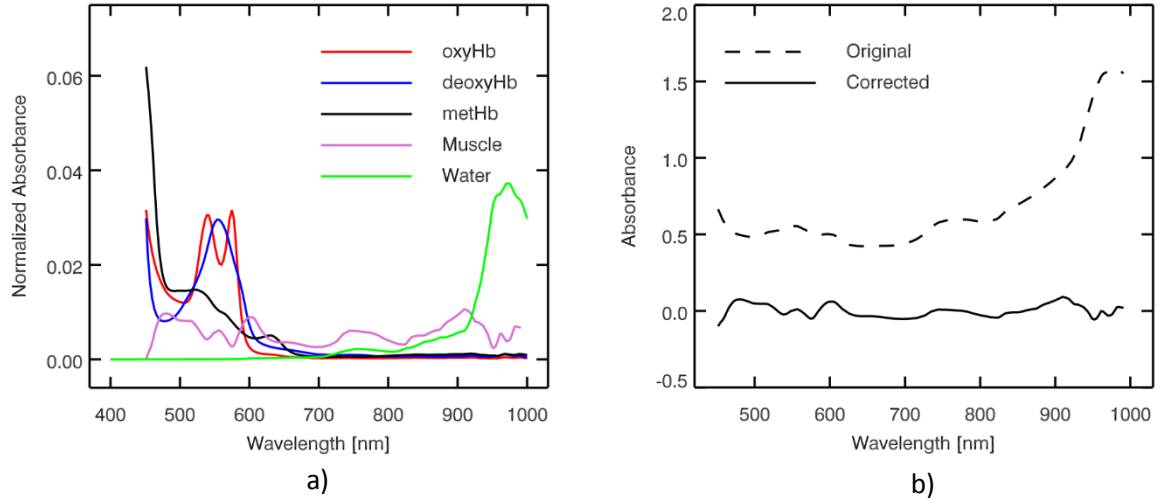 oxyHb
deoxyHb
metHb
Muscle
Water
Normalized Absorbance
0.06
0.04
0.02
0.00
400 500 600 700 800 900 1000
Wavelength [nm]
a)
Original
Corrected
Absorbance
2.0
1.5
1.0
0.5
0.0
-0.5
500 600 700 800 900 1000
Wavelength [nm]
b)